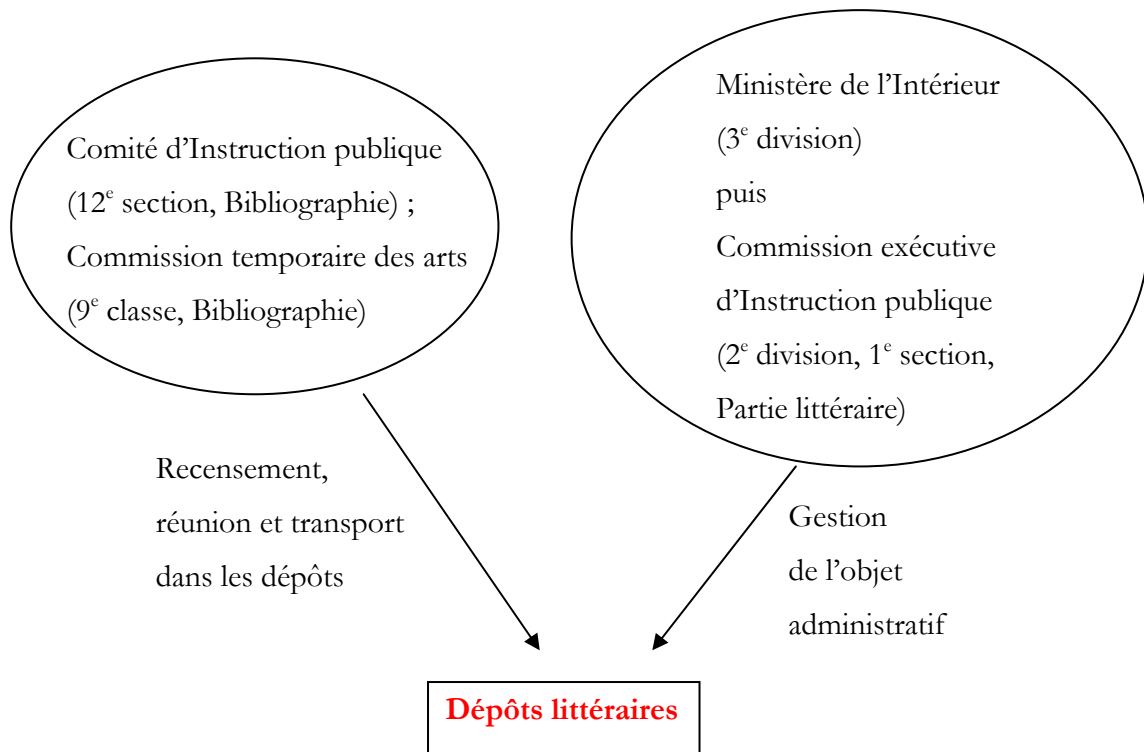 Comité d’Instruction publique
(12e section, Bibliographie) ;
Commission temporaire des arts
(9e classe, Bibliographie)
Ministère de l’Intérieur
(3e division)
puis
Commission exécutive
d’Instruction publique
(2e division, 1e section,
Partie littéraire)
Recensement,
réunion et transport
dans les dépôts
Gestion
de l’objet
administratif
Dépôts littéraires